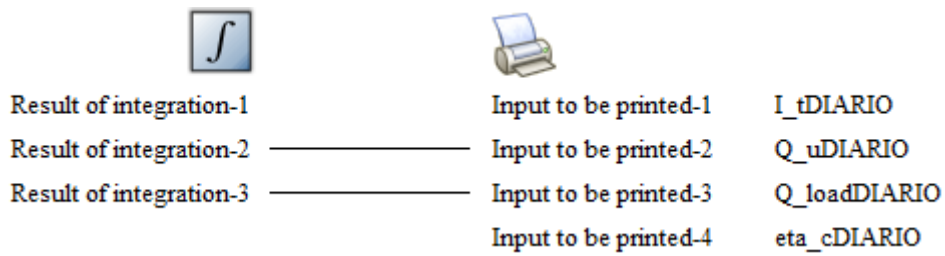 Result of integration-1 Input to be printed-1 I_tDIARIO
Result of integration-2 Input to be printed-2 Q_uDIARIO
Result of integration-3 Input to be printed-3 Q_loadDIARIO
Input to be printed-4 eta_cDIARIO